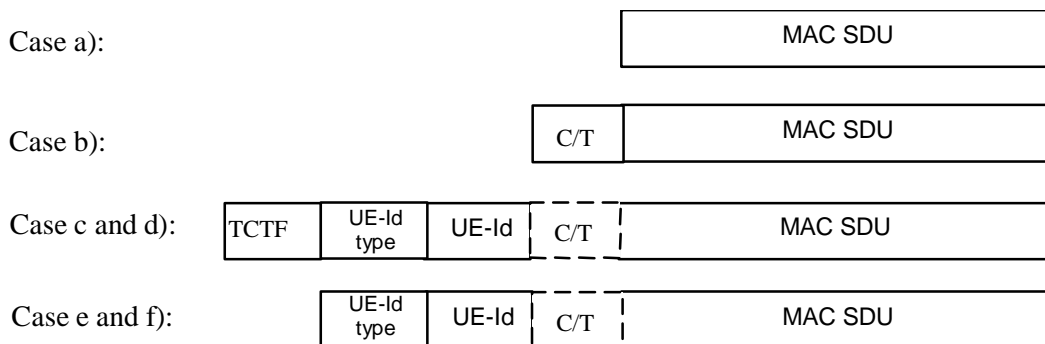 Case a): MAC SDU
Case b): C/T MAC SDU
Case c and d): TCTF UE-Id type UE-Id C/T MAC SDU
Case e and f): UE-Id type UE-Id C/T MAC SDU